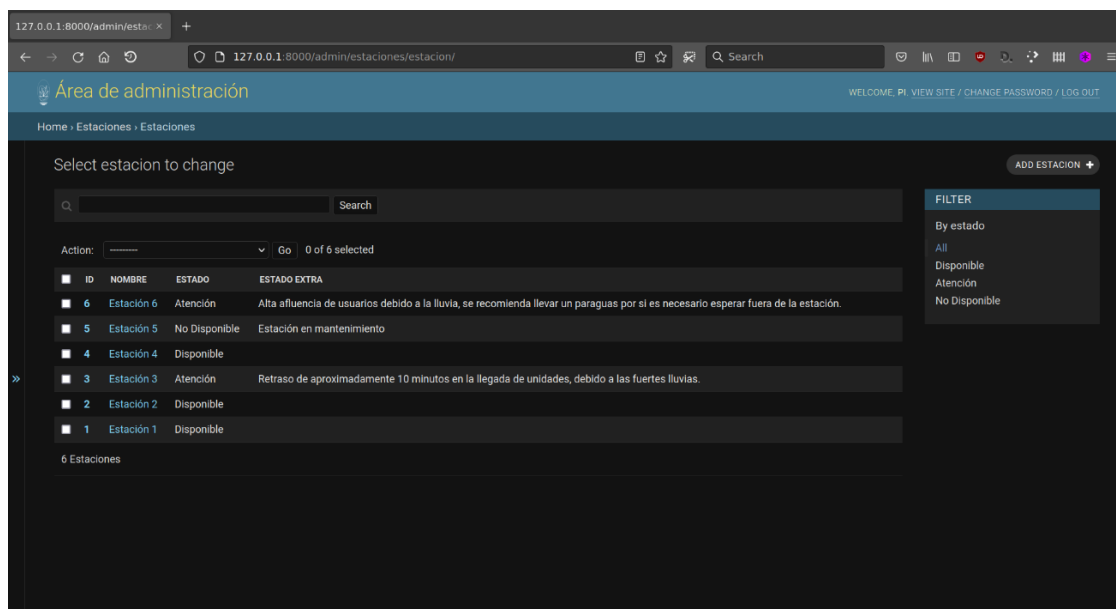 127.0.0.1:8000/admin/estac
127.0.0.1:8000/admin/estaciones/estacion/
Search
Área de administración
WELCOME, PI. VIEW SITE / CHANGE PASSWORD / LOG OUT
Home › Estaciones › Estaciones
Select estacion to change
ADD ESTACION +
Search
Action: --------- Go 0 of 6 selected
ID NOMBRE ESTADO ESTADO EXTRA
6 Estación 6 Atención Alta afluencia de usuarios debido a la lluvia, se recomienda llevar un paraguas por si es necesario esperar fuera de la estación.
5 Estación 5 No Disponible Estación en mantenimiento
4 Estación 4 Disponible
3 Estación 3 Atención Retraso de aproximadamente 10 minutos en la llegada de unidades, debido a las fuertes lluvias.
2 Estación 2 Disponible
1 Estación 1 Disponible
6 Estaciones
FILTER
By estado
All
Disponible
Atención
No Disponible